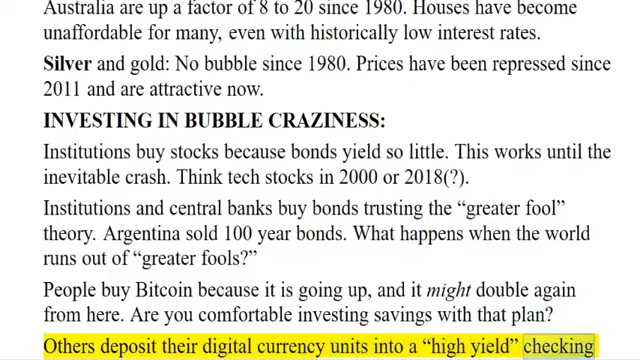 Australia are up a factor of 8 to 20 since 1980. Houses have become
unaffordable for many, even with historically low interest rates.
Silver and gold: No bubble since 1980. Prices have been repressed since
2011 and are attractive now.
INVESTING IN BUBBLE CRAZINESS:
Institutions buy stocks because bonds yield so little. This works until the
inevitable crash. Think tech stocks in 2000 or 2018(?).
Institutions and central banks buy bonds trusting the “greater fool”
theory. Argentina sold 100 year bonds. What happens when the world
runs out of “greater fools?”
People buy Bitcoin because it is going up, and it might double again
from here. Are you comfortable investing savings with that plan?
Others deposit their digital currency units into a “high yield” checking